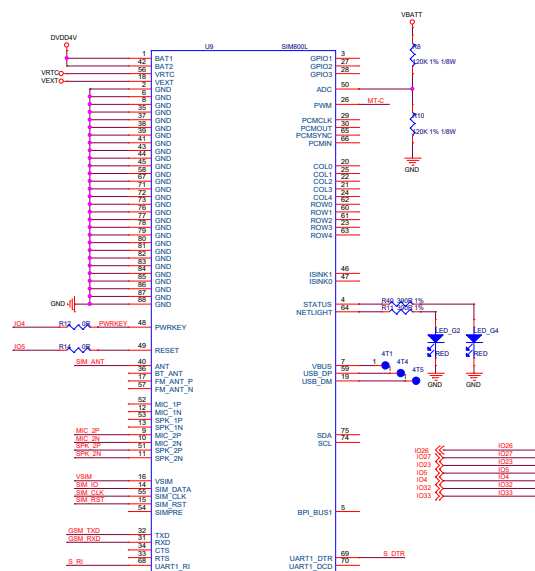 VBATT
DVDD4V
U9 SIM800L
1 BAT1 GPIO1 3
42 BAT2 GPIO2 27
VRTC 56 VRTC GPIO3 28
VEXT 18 VEXT
2 GND ADC 50
6 GND
8 GND PWM 26 MT-C
35 GND
37 GND PCMCLK 29
38 GND PCMOUT 30
39 GND PCMSYNC 65
41 GND PCMIN 66
43 GND
44 GND
45 GND COL0 20
58 GND COL1 25
67 GND COL2 22
71 GND COL3 21
72 GND COL4 24
73 GND ROW0 62
76 GND ROW1 60
77 GND ROW2 61
78 GND ROW3 23
79 GND ROW4 63
80 GND
81 GND
82 GND
83 GND
84 GND ISINK1 46
85 GND ISINK0 47
86 GND
87 GND
GND 88 GND
R8
120K 1% 1/8W
R10
120K 1% 1/8W
GND
STATUS 4 R40 300R 1%
NETLIGHT 64
LED_G2 LED_G4
RED RED
GND GND
IO4 R12 0R PWRKEY 48 PWRKEY
IO5 R14 0R 49 RESET
SIM_ANT 40 ANT VBUS 7 1 4T1
36 BT_ANT USB_DP 59 4T4
17 FM_ANT_P USB_DM 19 4T5
57 FM_ANT_N
52 MIC_1P
12 MIC_1N
53 SPK_1P
13 SPK_1N
MIC_2P 9 MIC_2P SDA 75
MIC_2N 10 MIC_2N SCL 74
SPK_2P 51 SPK_2P
SPK_2N 11 SPK_2N
IO26 IO26
IO27 IO27
IO23 IO23
IO5 IO5
IO4 IO4
IO32 IO32
IO33 IO33
VSIM 16 VSIM
SIM_IO 14 SIM_DATA
SIM_CLK 55 SIM_CLK
SIM_RST 15 SIM_RST
54 SIMPRE BPI_BUS1 5
GSM_TXD 32 TXD
GSM_RXD 31 RXD
34 CTS
33 RTS UART1_DTR 69 S_DTR
S_RI 68 UART1_RI UART1_DCD 70